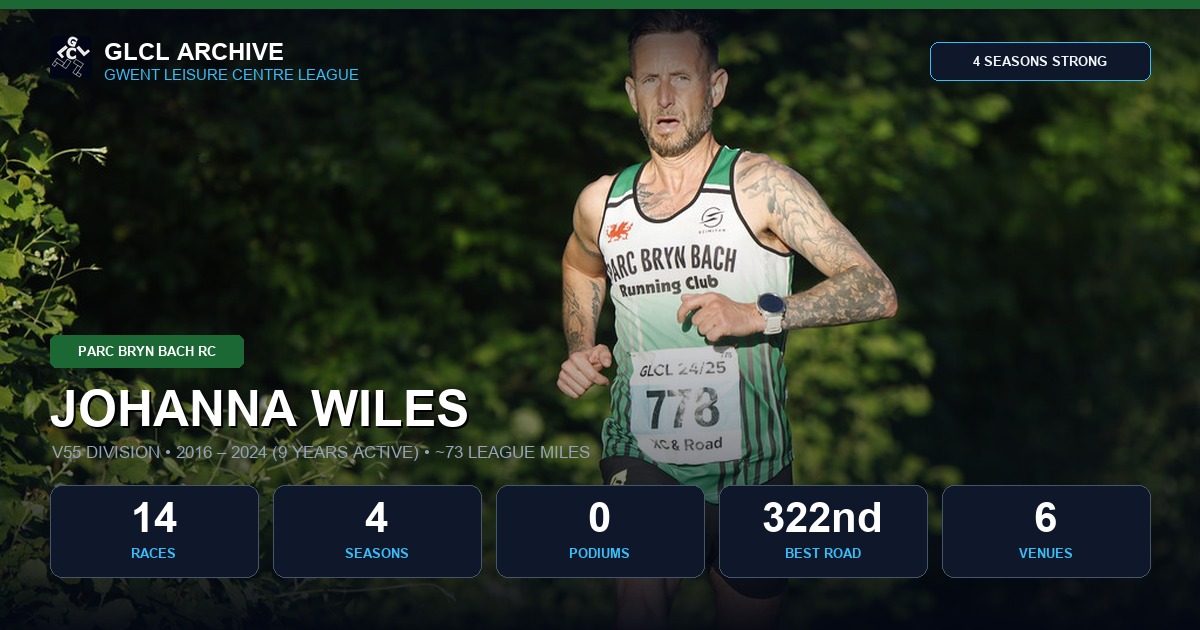 GLCL ARCHIVE
GWENT LEISURE CENTRE LEAGUE
4 SEASONS STRONG
PARC BRYN BACH
Running Club
GLCL 24/25
778
XC & Road
PARC BRYN BACH RC
JOHANNA WILES
V55 DIVISION • 2016 – 2024 (9 YEARS ACTIVE) • ~73 LEAGUE MILES
14
RACES
4
SEASONS
0
PODIUMS
322nd
BEST ROAD
6
VENUES